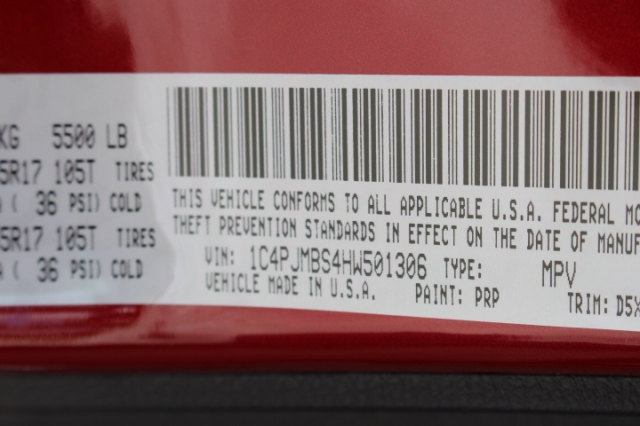 KG 5500 LB
5R17 105T TIRES
( 36 PSI) COLD
5R17 105T TIRES
( 36 PSI) COLD
THIS VEHICLE CONFORMS TO ALL APPLICABLE U.S.A. FEDERAL MO
THEFT PREVENTION STANDARDS IN EFFECT ON THE DATE OF MANUF
VIN: 1C4PJMBS4HW501306 TYPE: MPV
VEHICLE MADE IN U.S.A. PAINT: PRP TRIM: D5X